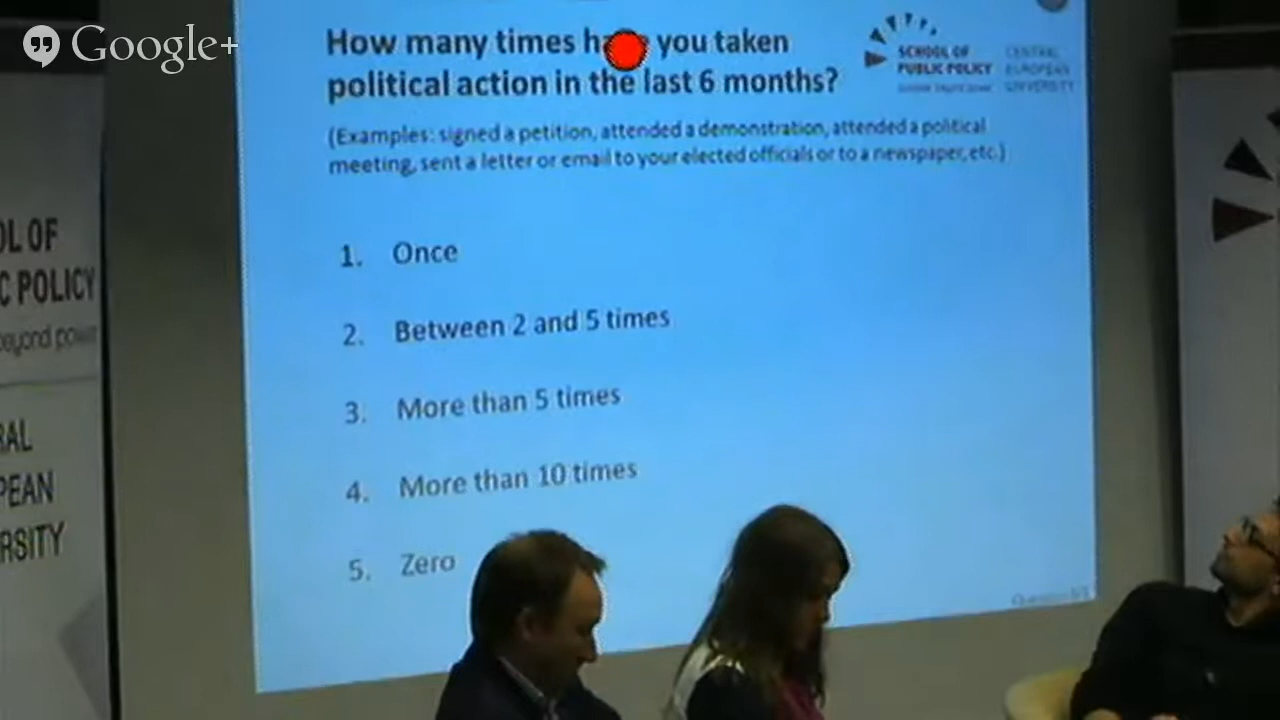 Google+
How many times have you taken
political action in the last 6 months?
(Examples: signed a petition, attended a demonstration, attended a political
meeting, sent a letter or email to your elected officials or to a newspaper, etc.)
SCHOOL OF
PUBLIC POLICY
CENTRAL
EUROPEAN
UNIVERSITY
1. Once
2. Between 2 and 5 times
3. More than 5 times
4. More than 10 times
5. Zero
OL OF
C POLICY
beyond powe
RAL
PEAN
RSITY